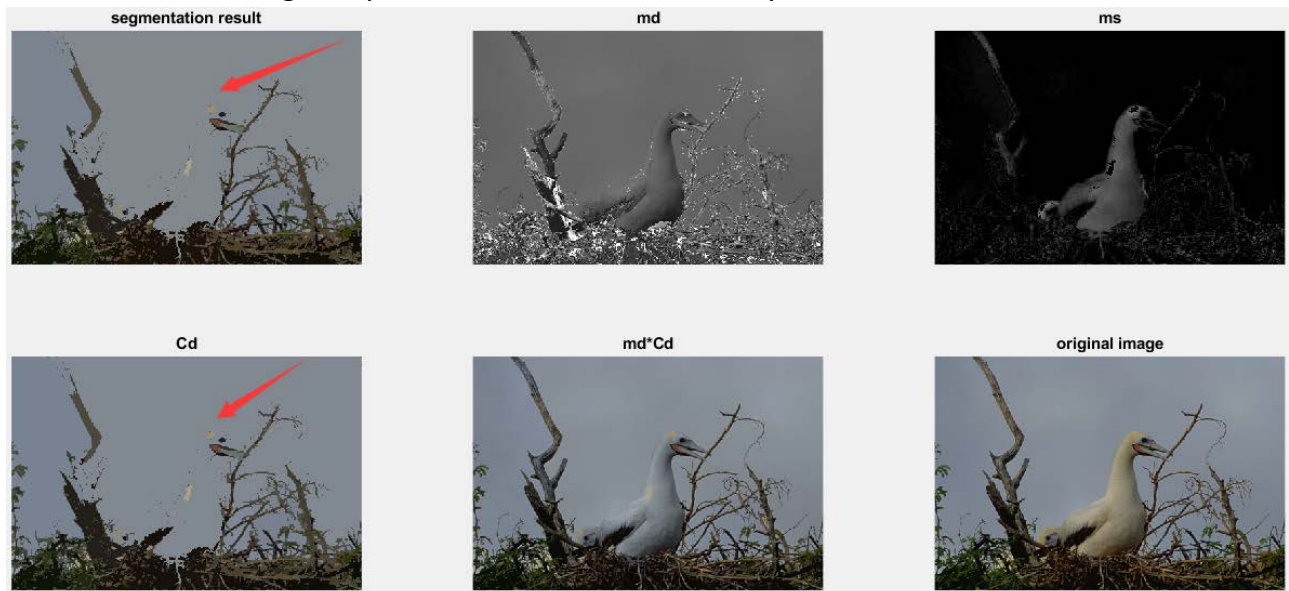 segmentation result
md
ms
Cd
md*Cd
original image